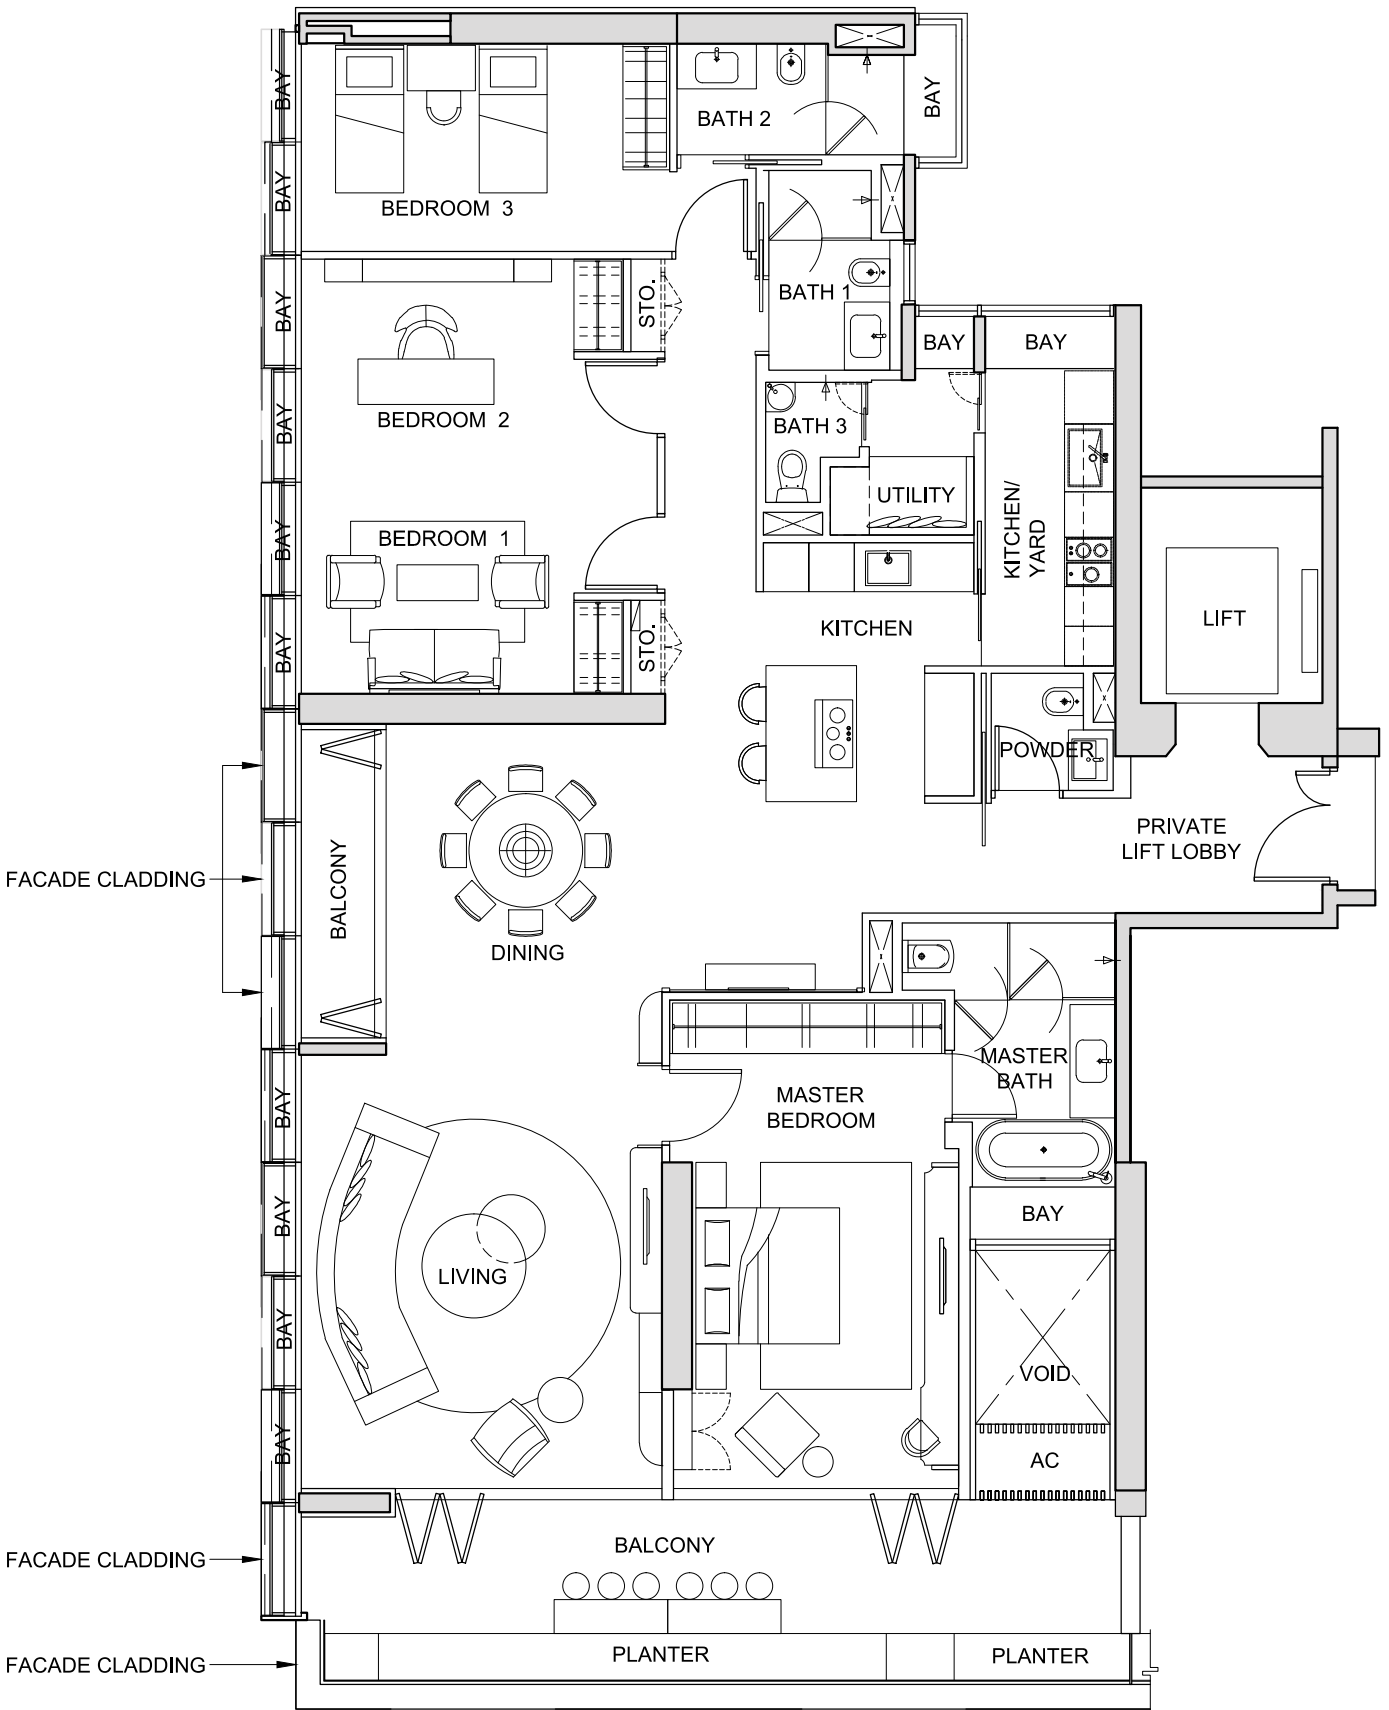 BAY
BAY
BATH 2
BAY
BEDROOM 3
BAY
STO.
BATH 1
BAY
BAY
BAY
BEDROOM 2
BATH 3
BAY
UTILITY
KITCHEN/
YARD
BEDROOM 1
BAY
LIFT
KITCHEN
STO.
BAY
POWDER
PRIVATE
LIFT LOBBY
FACADE CLADDING
BALCONY
DINING
MASTER
BATH
MASTER
BEDROOM
BAY
BAY
BAY
LIVING
BAY
VOID
BAY
AC
BALCONY
FACADE CLADDING
PLANTER
PLANTER
FACADE CLADDING